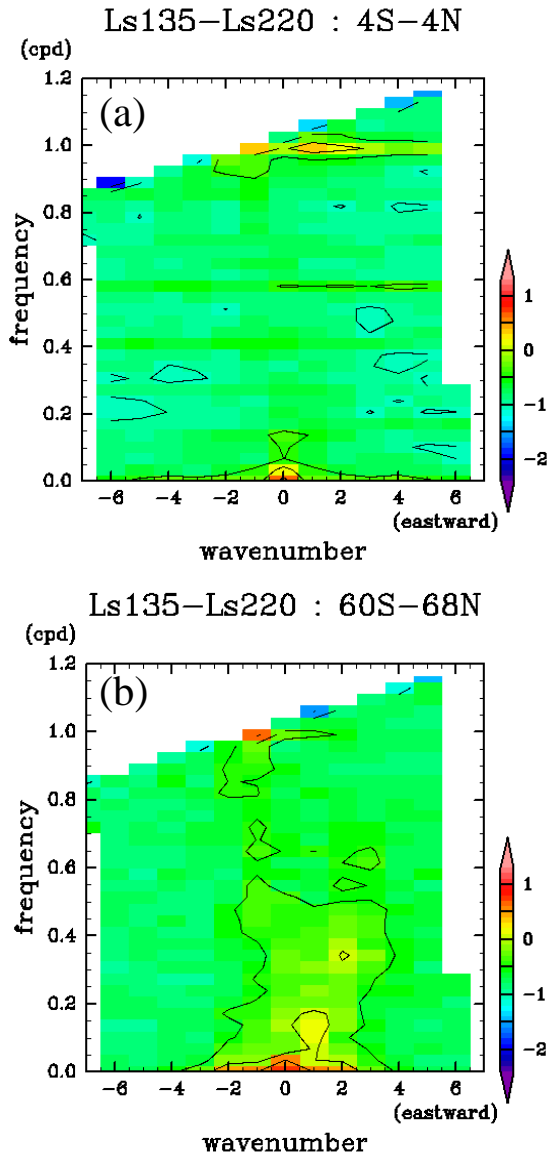 Ls135-Ls220 : 4S-4N
(cpd)
(a)
1.2
1.0
0.8
0.6
0.4
0.2
0.0
frequency
-6 -4 -2 0 2 4 6
(eastward)
wavenumber
1
0
-1
-2
Ls135-Ls220 : 60S-68N
(cpd)
(b)
1.2
1.0
0.8
0.6
0.4
0.2
0.0
frequency
-6 -4 -2 0 2 4 6
(eastward)
wavenumber
1
0
-1
-2